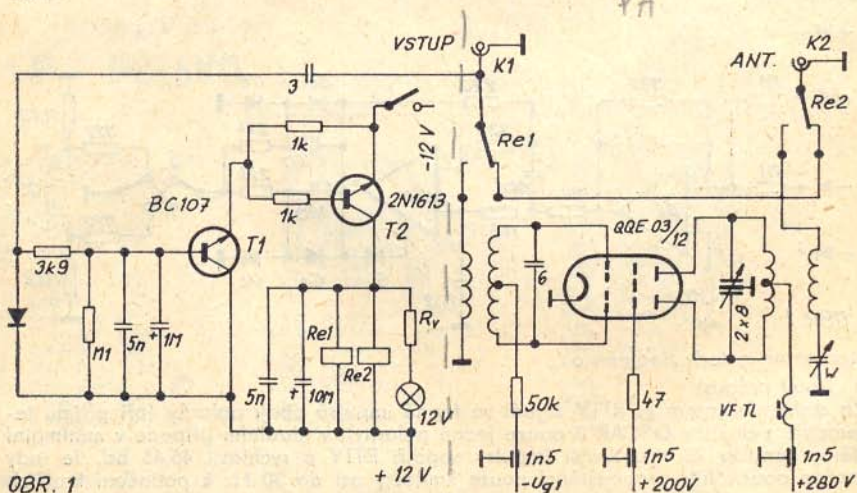 VSTUP
K1
ANT.
K2
3
Re1
Re2
-12 V
1k
1k
2N1613
T2
BC107
T1
3k9
M1
5n
1M
+
5n
+
10M
Re1
Re2
Rv
12V
+ 12 V
6
QQE 03/12
2x8
w
50k
47
VF TL
1n5
-Ug1
1n5
+200V
1n5
+280V
OBR. 1